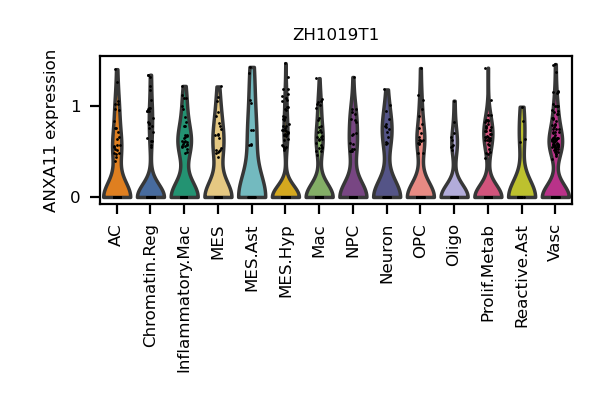 ZH1019T1
ANXA11 expression
1
0
AC
Chromatin.Reg
Inflammatory.Mac
MES
MES.Ast
MES.Hyp
Mac
NPC
Neuron
OPC
Oligo
Prolif.Metab
Reactive.Ast
Vasc